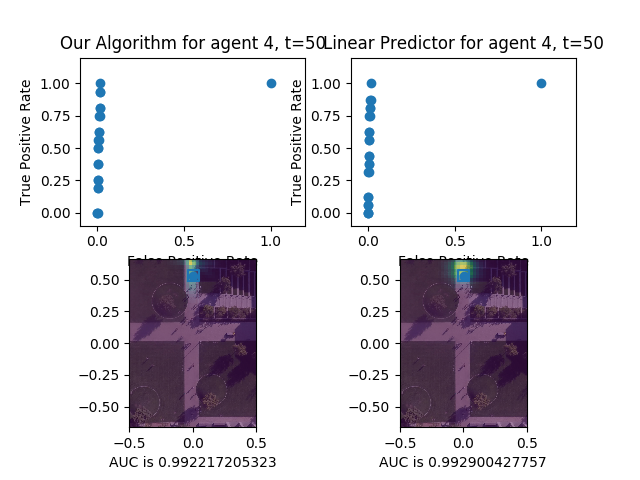 Our Algorithm for agent 4, t=50
Linear Predictor for agent 4, t=50
True Positive Rate
1.00
0.75
0.50
0.25
0.00
0.0 0.5 1.0
False Positive Rate
True Positive Rate
1.00
0.75
0.50
0.25
0.00
0.0 0.5 1.0
False Positive Rate
0.50
0.25
0.00
−0.25
−0.50
−0.5 0.0 0.5
AUC is 0.992217205323
0.50
0.25
0.00
−0.25
−0.50
−0.5 0.0 0.5
AUC is 0.992900427757